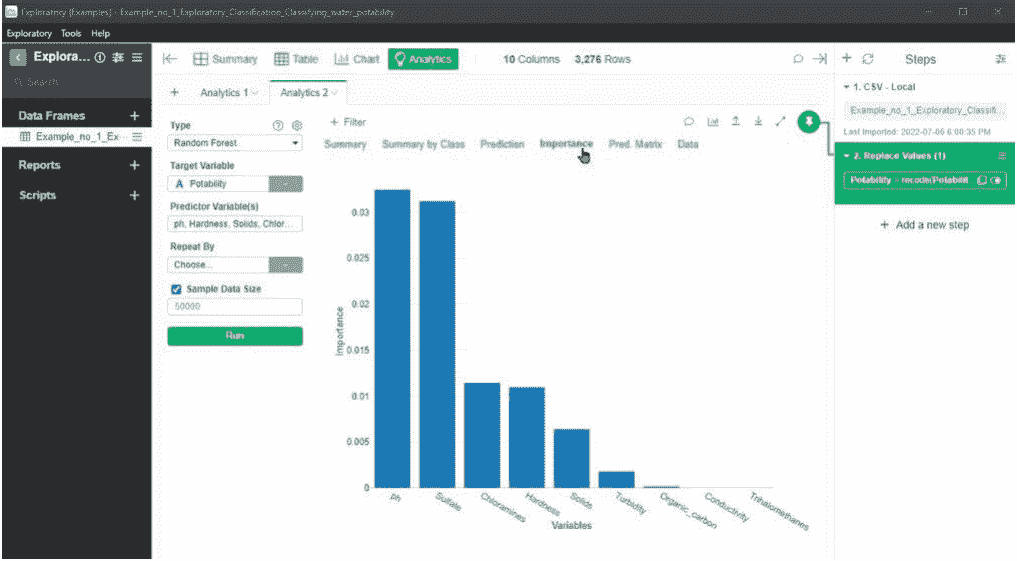 Exploratory (Examples) - Example_no_1_Exploratory_Classification_Classifying_water_potability
Exploratory Tools Help
Explora...
Search
Data Frames +
Example_no_1_Ex
Reports +
Scripts +
Summary Table Chart Analytics 10 Columns 3,276 Rows
+ Analytics 1 Analytics 2
Type
Random Forest
Target Variable
A Potability
Predictor Variable(s)
ph, Hardness, Solids, Chlor...
Repeat By
Choose...
Sample Data Size
50000
Run
+ Filter
Summary Summary by Class Prediction Importance Pred. Matrix Data
Importance
0.03
0.025
0.02
0.015
0.01
0.005
0
ph Sulfate Chloramines Hardness Solids Turbidity Organic_carbon Conductivity Trihalomethanes
Variables
+ Steps
1. CSV - Local
Example_no_1_Exploratory_Classifi
Last Imported: 2022-07-06 6:00:35 PM
2. Replace Values (1)
Potability - recode(Potabilit
+ Add a new step